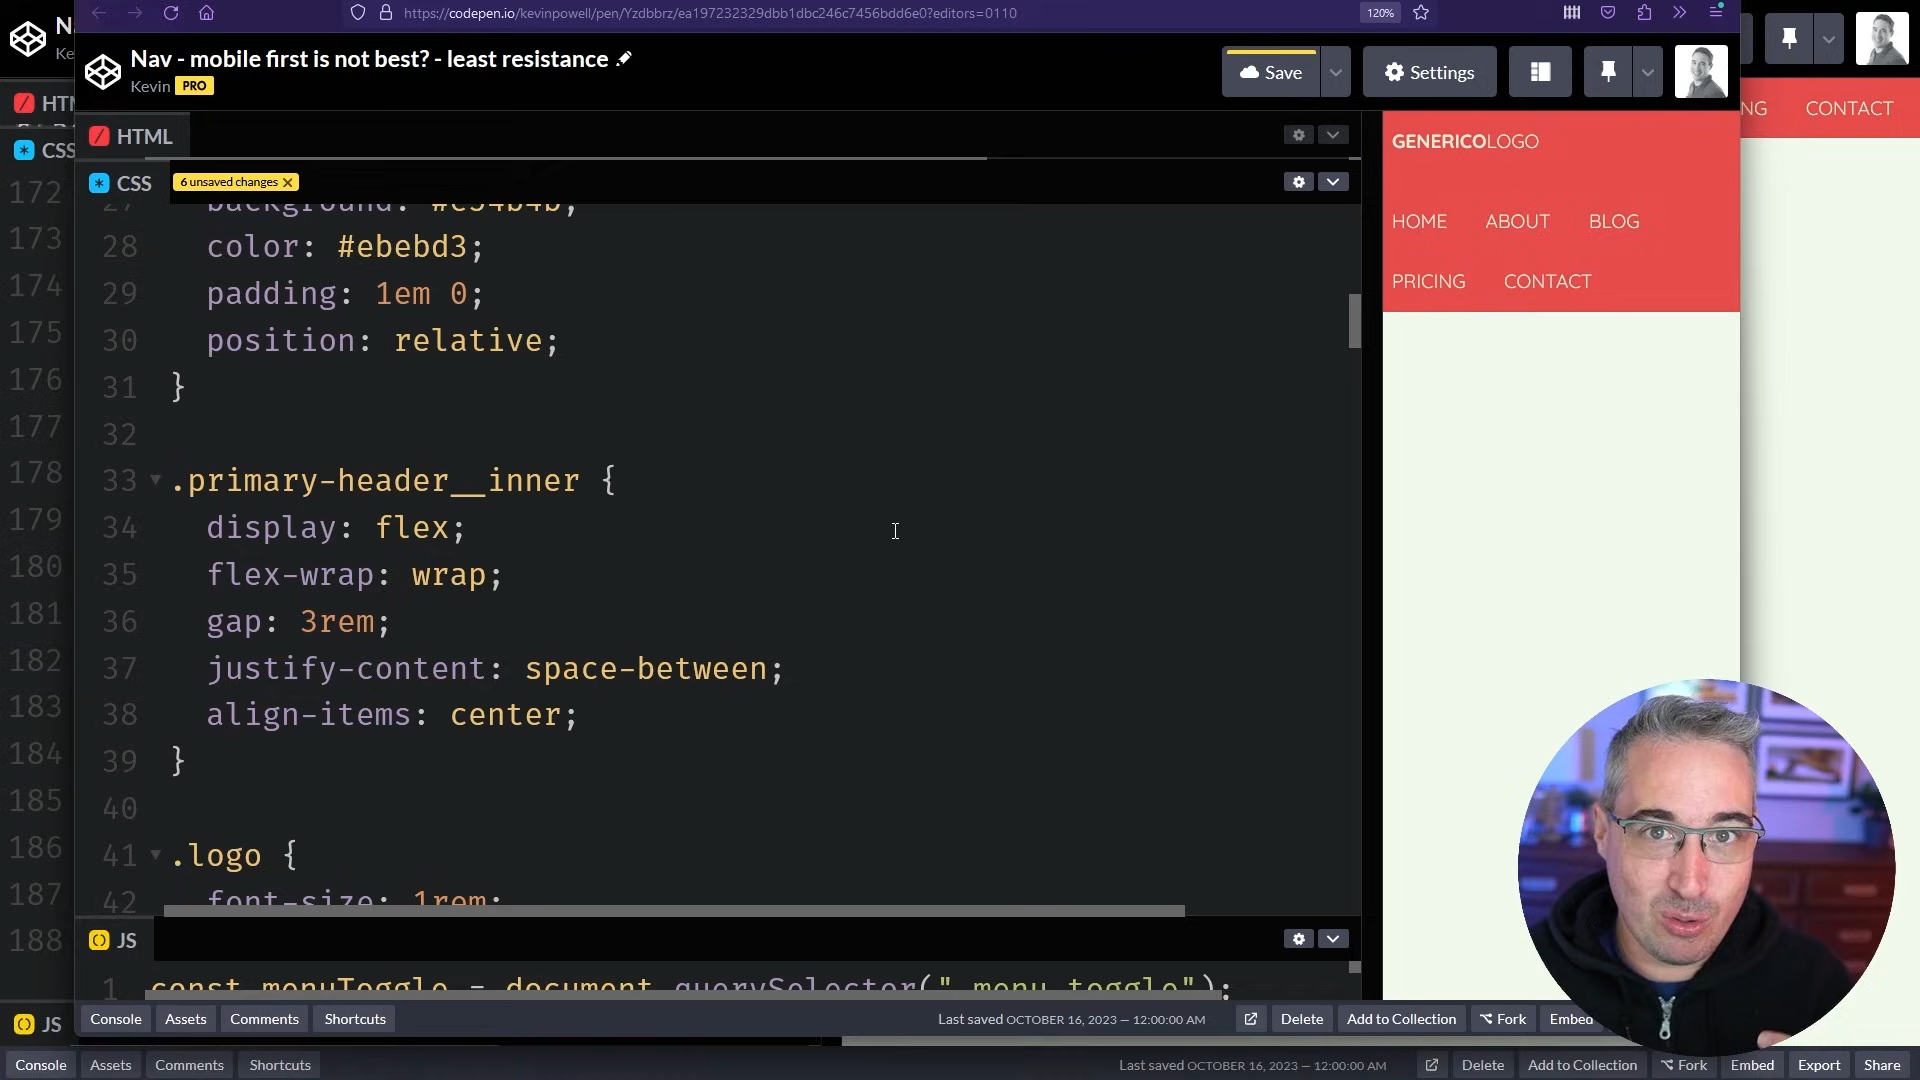 https://codepen.io/kevinpowell/pen/Yzdbbrz/ea197232329dbb1dbc246c7456bdd6e0?editors=0110
120%
Nav - mobile first is not best? - least resistance
Kevin PRO
Save
Settings
HTML
CSS
6 unsaved changes
27 background: #e54b4b;
28 color: #ebebd3;
29 padding: 1em 0;
30 position: relative;
31 }
32
33 .primary-header__inner {
34 display: flex;
35 flex-wrap: wrap;
36 gap: 3rem;
37 justify-content: space-between;
38 align-items: center;
39 }
40
41 .logo {
42 font-size: 1rem;
JS
1 const menuToggle = document.querySelector(".menu-toggle");
Console
Assets
Comments
Shortcuts
Last saved OCTOBER 16, 2023 — 12:00:00 AM
Delete
Add to Collection
Fork
Embed
GENERICOLOGO
HOME ABOUT BLOG
PRICING CONTACT
NG CONTACT
CSS
172
173
174
175
176
177
178
179
180
181
182
183
184
185
186
187
188
JS
Console
Assets
Comments
Shortcuts
Last saved OCTOBER 16, 2023 — 12:00:00 AM
Delete
Add to Collection
Fork
Embed
Export
Share